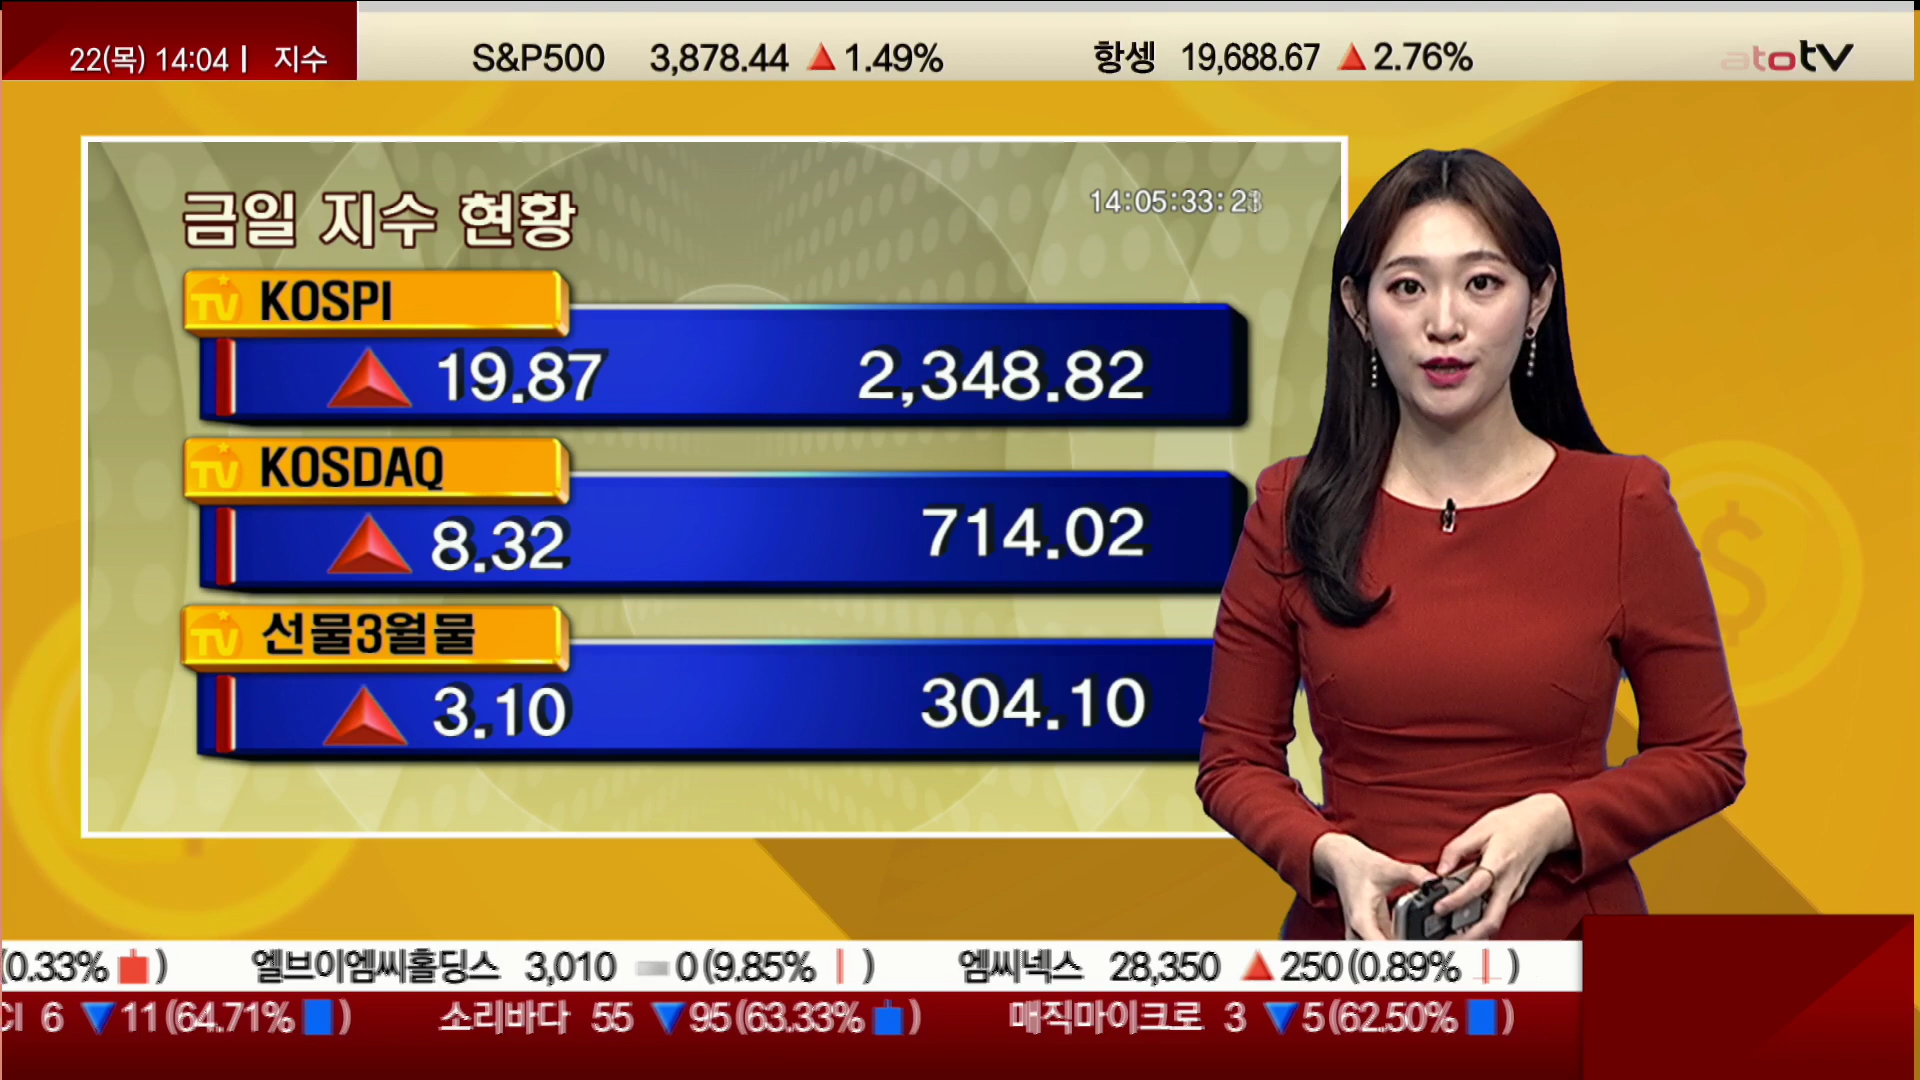 22(목) 14:04 | 지수 S&P500 3,878.44 ▲ 1.49% 항셍 19,688.67 ▲ 2.76% atotv
금일 지수 현황
14:05:33:
TV KOSPI
▲ 19.87 2,348.82
TV KOSDAQ
▲ 8.32 714.02
TV 선물3월물
▲ 3.10 304.10
(0.33% ) 엘브이엠씨홀딩스 3,010 0(9.85% ) 엠씨넥스 28,350 ▲250(0.89% )
CI 6 ▼11(64.71% ) 소리바다 55 ▼95(63.33% ) 매직마이크로 3 ▼5(62.50% )